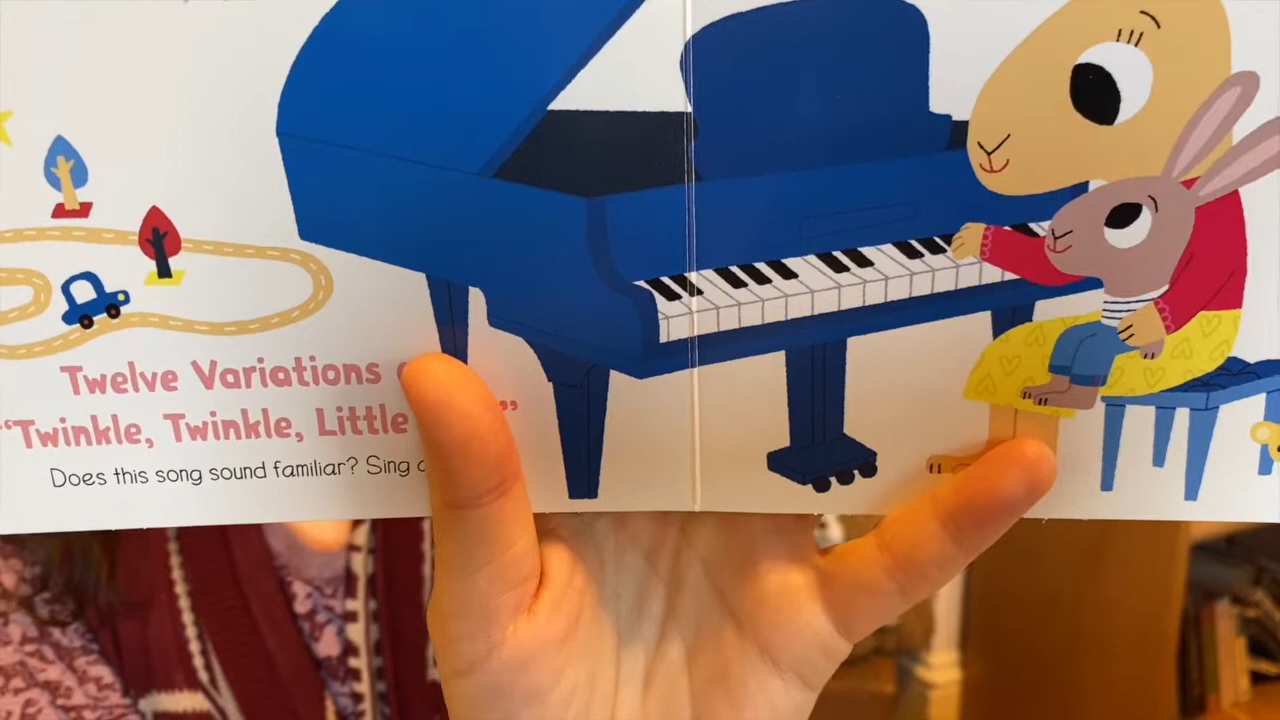 Twelve Variations
“Twinkle, Twinkle, Little ”
Does this song sound familiar? Sing